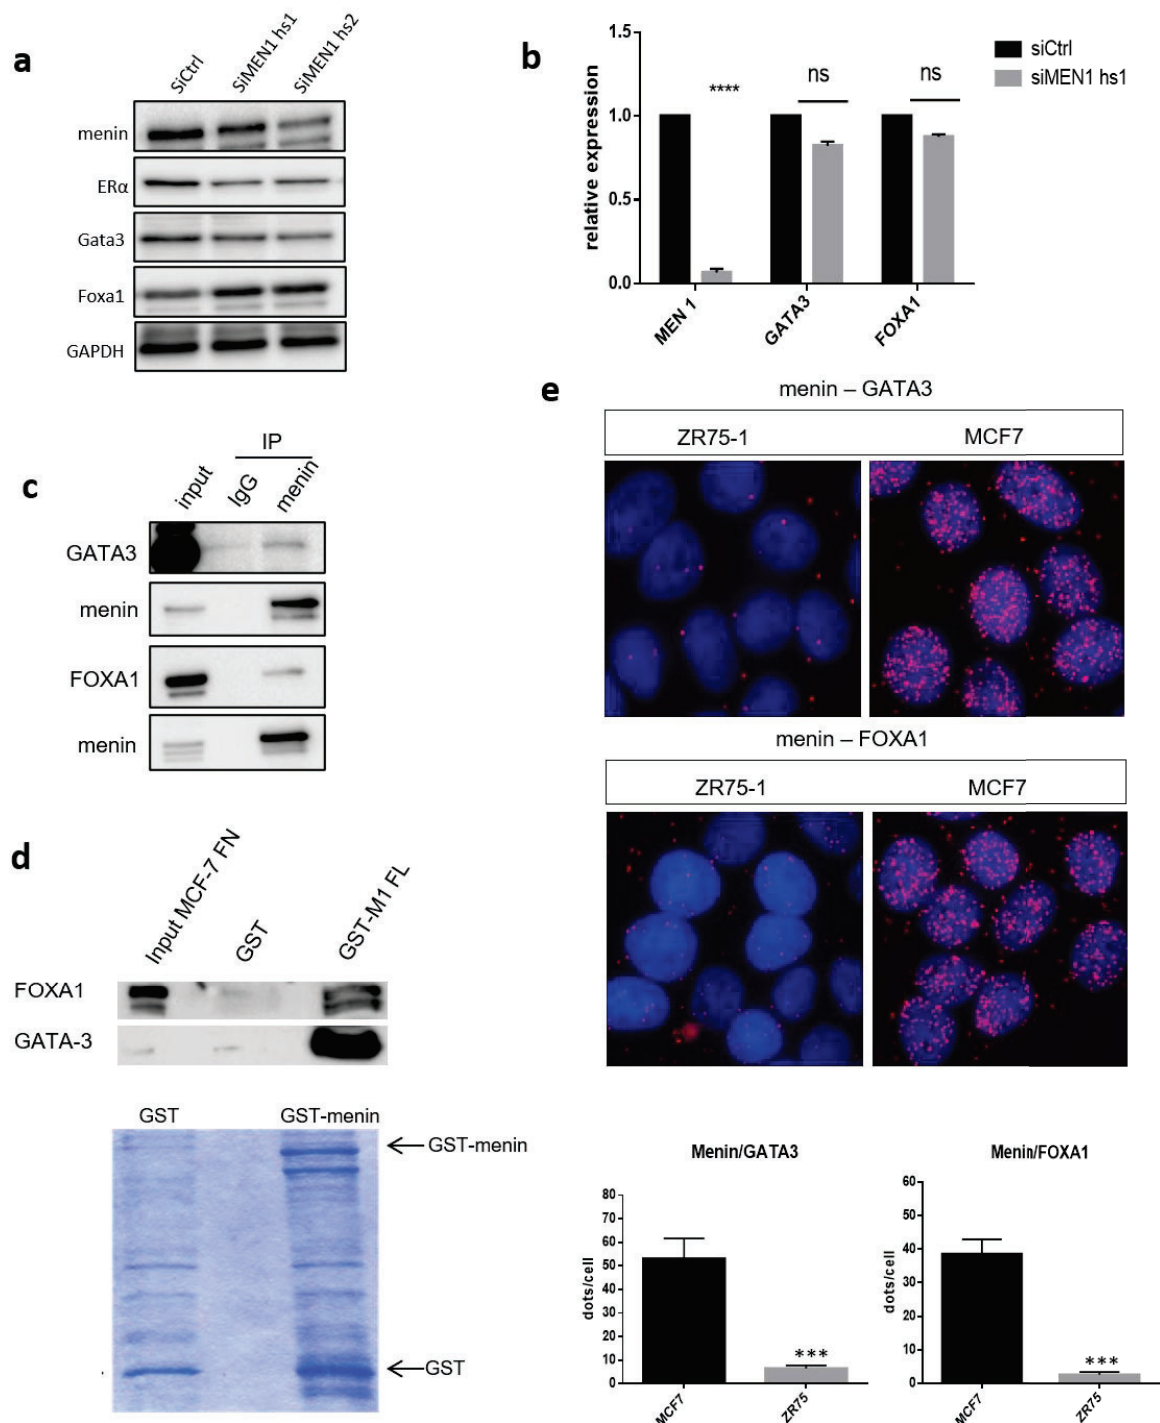 a
SiCtrl
SiMEN1 hs1
SiMEN1 hs2
menin
ERα
Gata3
Foxa1
GAPDH
b
siCtrl
siMEN1 hs1
relative expression
1.5
1.0
0.5
0.0
****
ns
ns
MEN 1
GATA3
FOXA1
c
IP
input
IgG
menin
GATA3
menin
FOXA1
menin
d
Input MCF-7 FN
GST
GST-M1 FL
FOXA1
GATA-3
GST
GST-menin
GST-menin
GST
e
menin – GATA3
ZR75-1
MCF7
menin – FOXA1
ZR75-1
MCF7
Menin/GATA3
dots/cell
80
70
60
50
40
30
20
10
0
***
MCF7
ZR75
Menin/FOXA1
dots/cell
60
50
40
30
20
10
0
***
MCF7
ZR75